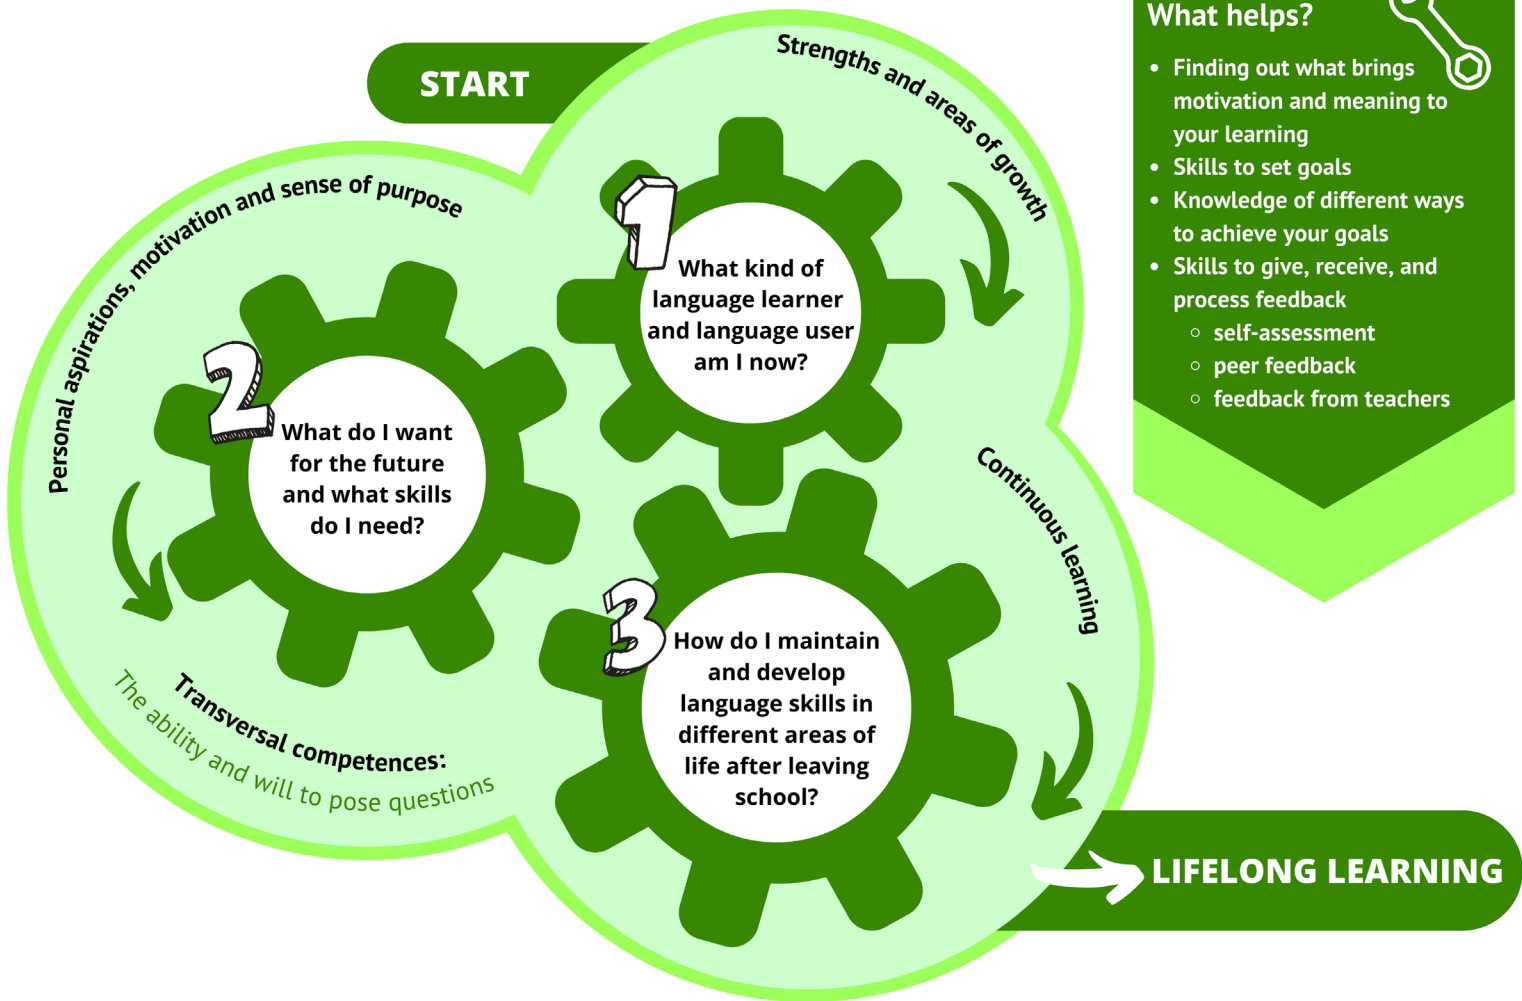 START
Strengths and areas of growth
1
What kind of
language learner
and language user
am I now?
Personal aspirations, motivation and sense of purpose
2
What do I want
for the future
and what skills
do I need?
Transversal competences:
The ability and will to pose questions
Continuous learning
3
How do I maintain
and develop
language skills in
different areas of
life after leaving
school?
LIFELONG LEARNING
What helps?
• Finding out what brings
motivation and meaning to
your learning
• Skills to set goals
• Knowledge of different ways
to achieve your goals
• Skills to give, receive, and
process feedback
◦ self-assessment
◦ peer feedback
◦ feedback from teachers